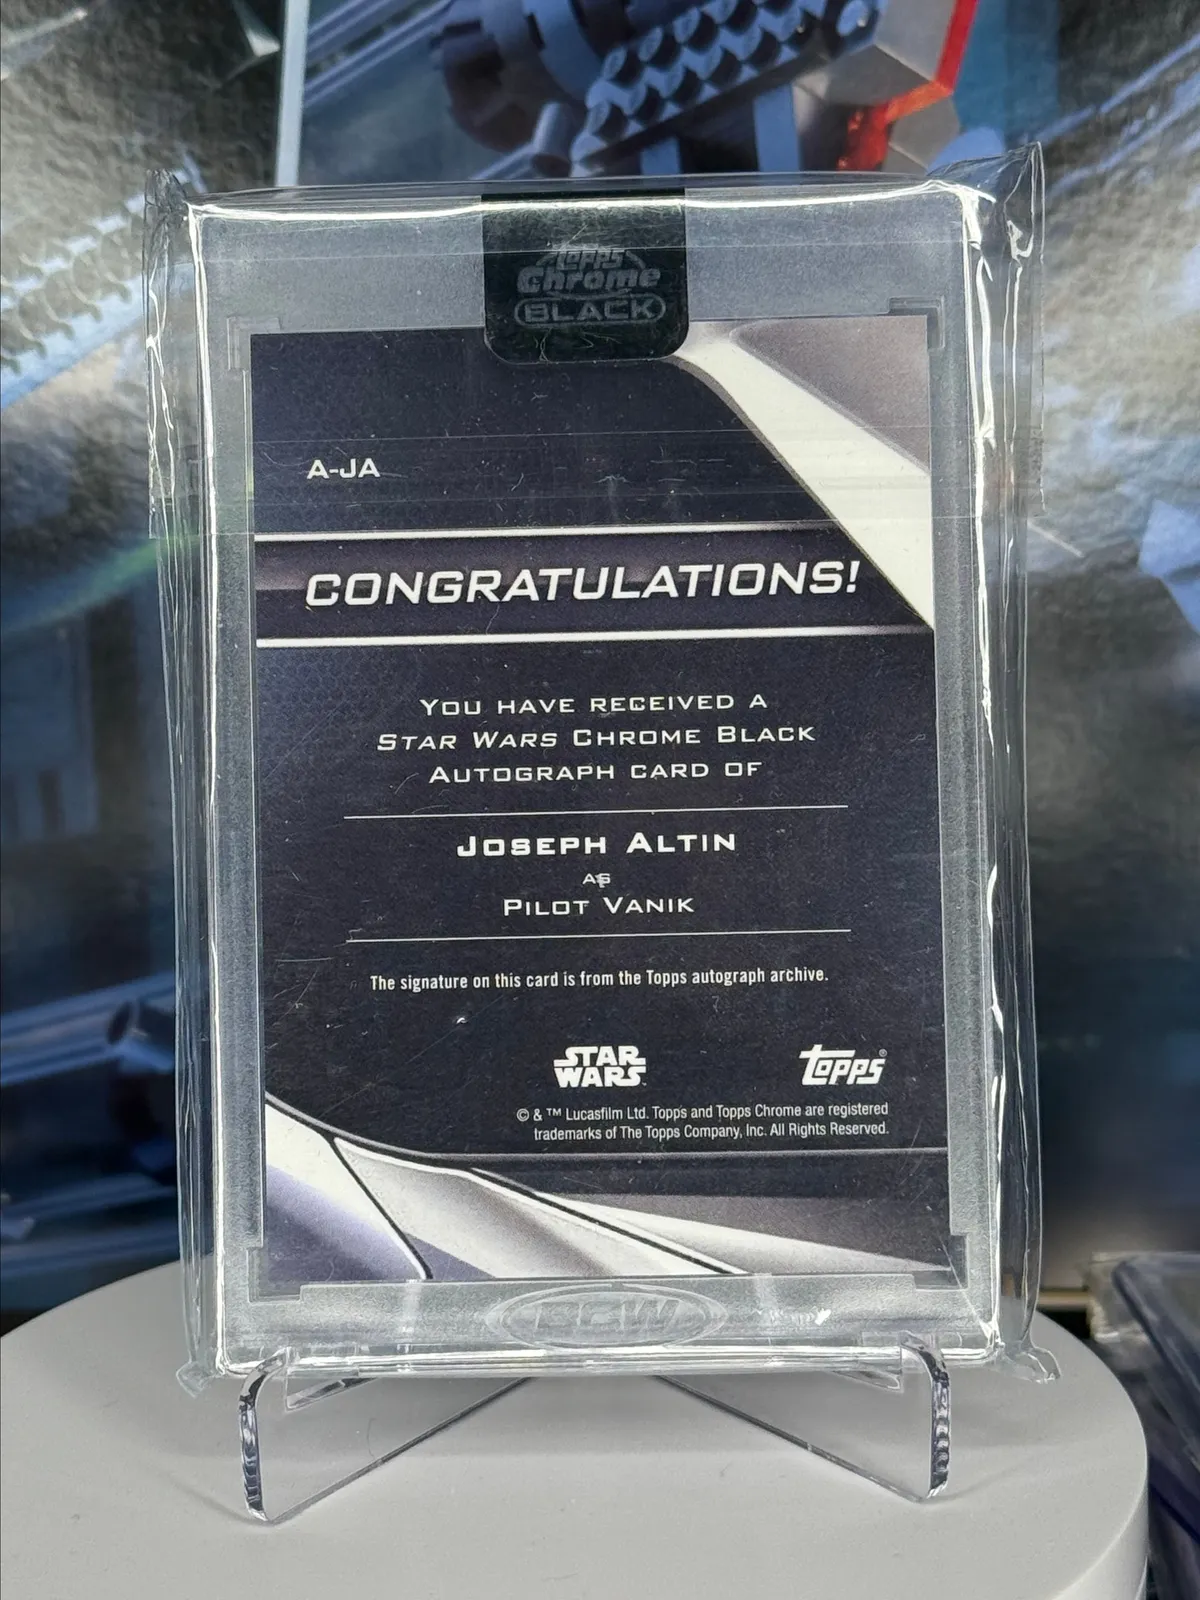 Topps
Chrome
BLACK
A-JA
CONGRATULATIONS!
YOU HAVE RECEIVED A
STAR WARS CHROME BLACK
AUTOGRAPH CARD OF
JOSEPH ALTIN
AS
PILOT VANIK
The signature on this card is from the Topps autograph archive.
STAR
WARS
Topps®
© & ™ Lucasfilm Ltd. Topps and Topps Chrome are registered
trademarks of The Topps Company, Inc. All Rights Reserved.
BCW